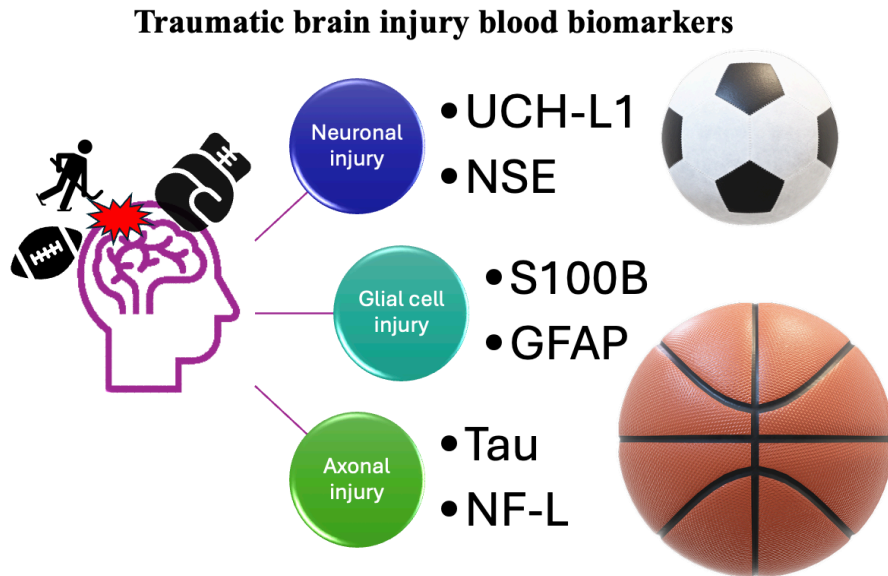 Traumatic brain injury blood biomarkers
Neuronal
injury
•UCH-L1
•NSE
Glial cell
injury
•S100B
•GFAP
Axonal
injury
•Tau
•NF-L